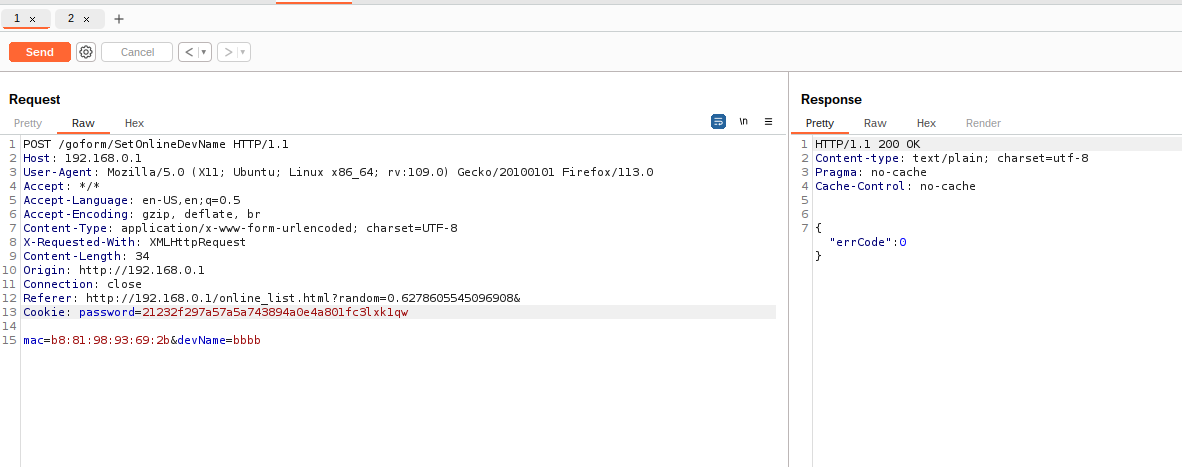 1 × 2 × +
Send Cancel < > 
Request
Pretty Raw Hex
\n
1 POST /goform/SetOnlineDevName HTTP/1.1
2 Host: 192.168.0.1
3 User-Agent: Mozilla/5.0 (X11; Ubuntu; Linux x86_64; rv:109.0) Gecko/20100101 Firefox/113.0
4 Accept: */*
5 Accept-Language: en-US,en;q=0.5
6 Accept-Encoding: gzip, deflate, br
7 Content-Type: application/x-www-form-urlencoded; charset=UTF-8
8 X-Requested-With: XMLHttpRequest
9 Content-Length: 34
10 Origin: http://192.168.0.1
11 Connection: close
12 Referer: http://192.168.0.1/online_list.html?random=0.6278605545096908&
13 Cookie: password=21232f297a57a5a743894a0e4a801fc3lxk1qw
14
15 mac=b8:81:98:93:69:2b&devName=bbbb
Response
Pretty Raw Hex Render
1 HTTP/1.1 200 OK
2 Content-type: text/plain; charset=utf-8
3 Pragma: no-cache
4 Cache-Control: no-cache
5
6
7 {
"errCode":0
}